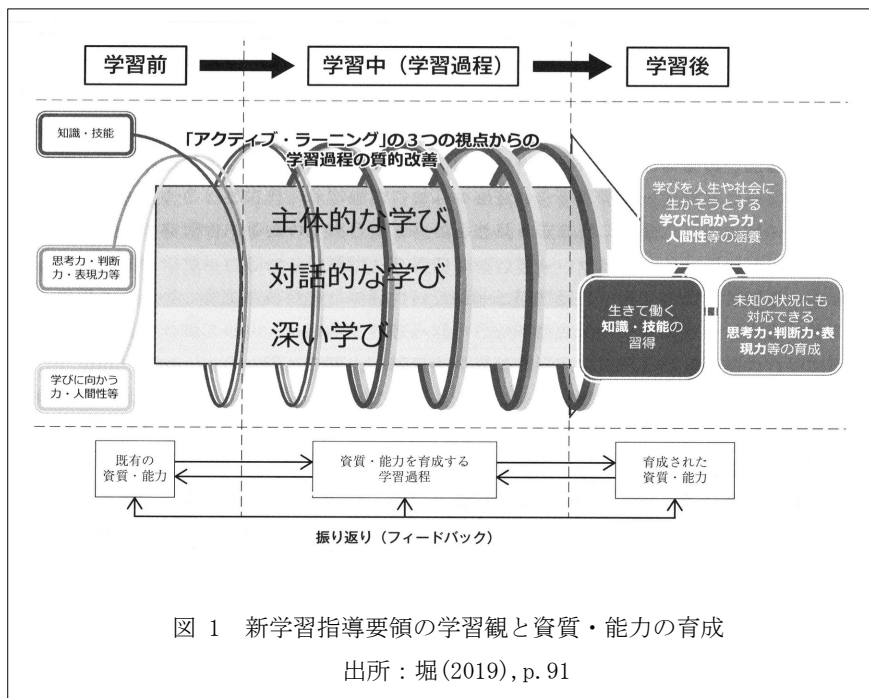 学習前
学習中（学習過程）
学習後
「アクティブ・ラーニング」の３つの視点からの
学習過程の質的改善
知識・技能
思考力・判断
力・表現力等
学びに向かう
力・人間性等
主体的な学び
対話的な学び
深い学び
学びを人生や社会に
生かそうとする
学びに向かう力・
人間性等の涵養
生きて働く
知識・技能の
習得
未知の状況にも
対応できる
思考力・判断力・表
現力等の育成
既有の
資質・能力
資質・能力を育成する
学習過程
育成された
資質・能力
振り返り（フィードバック）
図 1 新学習指導要領の学習観と資質・能力の育成
出所：堀(2019), p. 91